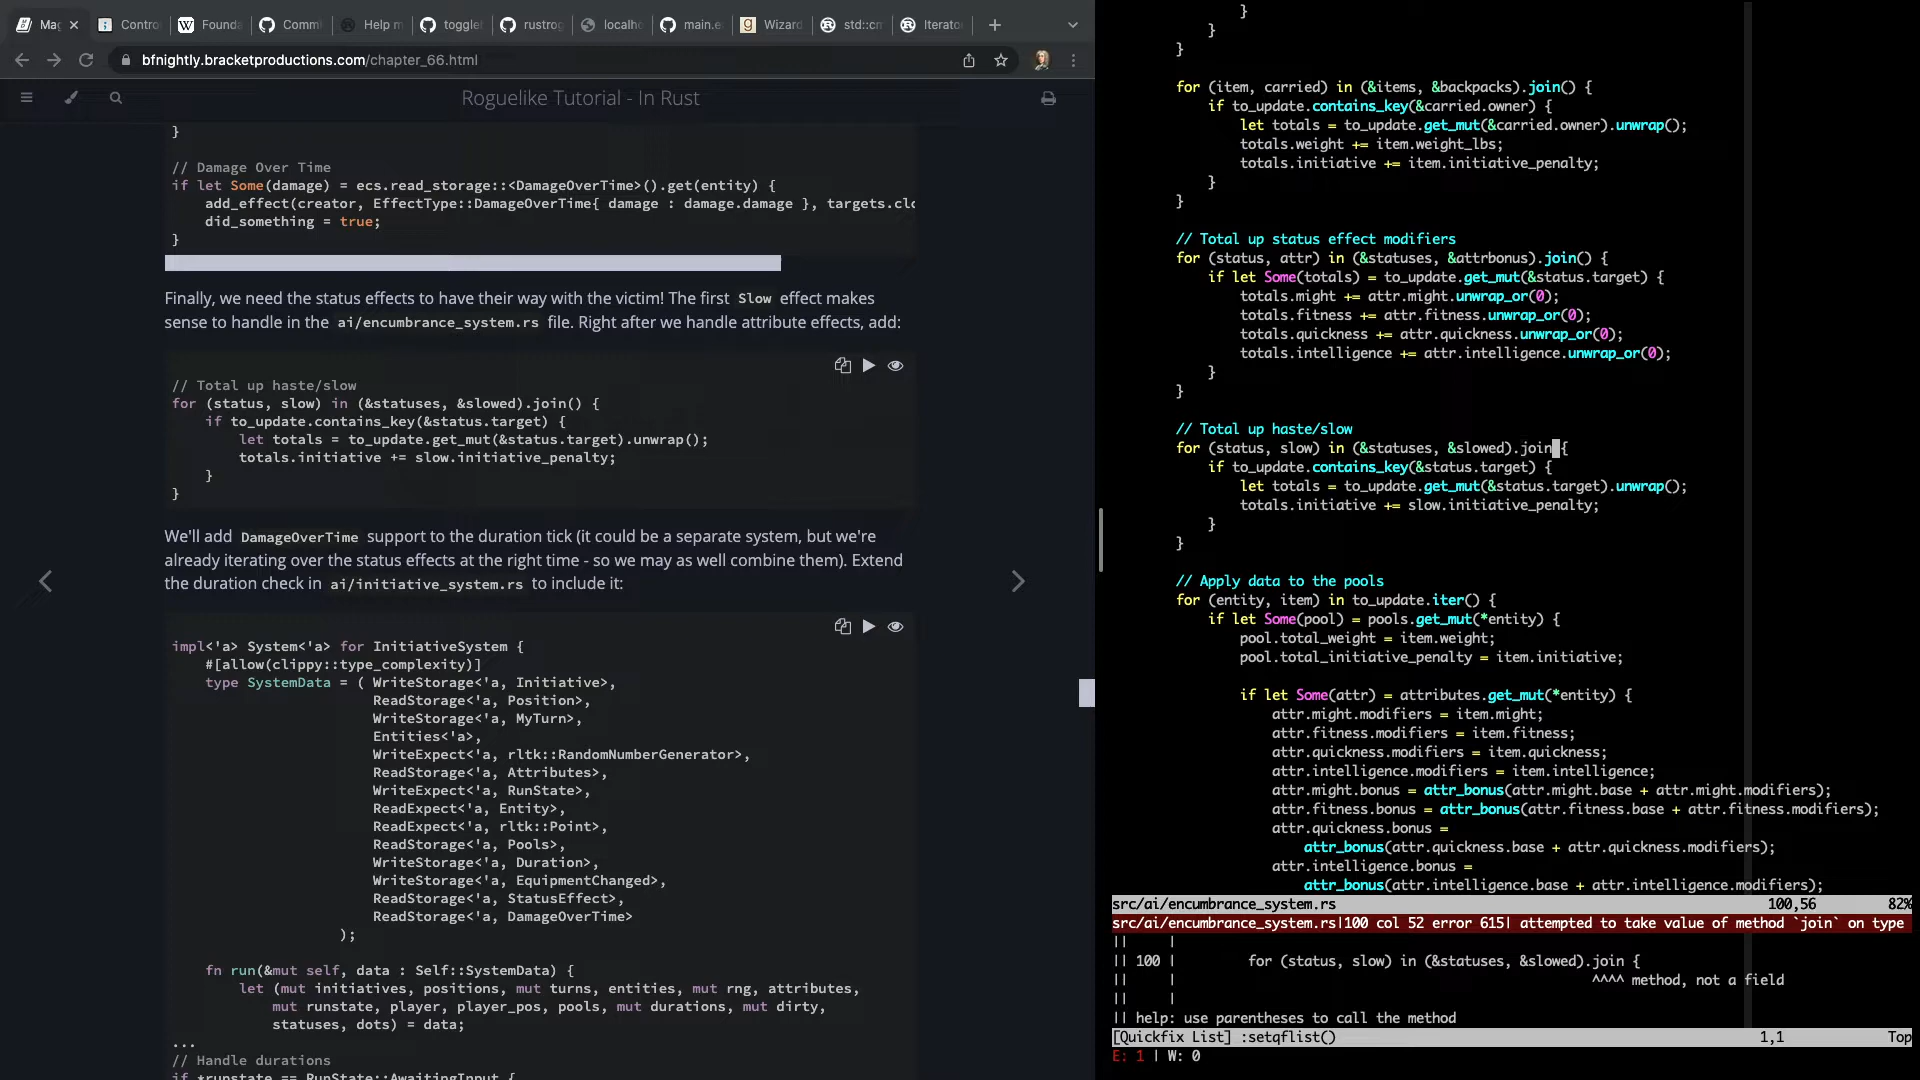 Mag
Contro
Founda
Commi
Help m
toggle
rustrog
localho
main.ex
Wizard
std::cm
Iterator
bfnightly.bracketproductions.com/chapter_66.html
Roguelike Tutorial - In Rust
}
// Damage Over Time
if let Some(damage) = ecs.read_storage::<DamageOverTime>().get(entity) {
add_effect(creator, EffectType::DamageOverTime{ damage : damage.damage }, targets.clo
did_something = true;
}
Finally, we need the status effects to have their way with the victim! The first Slow effect makes
sense to handle in the ai/encumbrance_system.rs file. Right after we handle attribute effects, add:
// Total up haste/slow
for (status, slow) in (&statuses, &slowed).join() {
if to_update.contains_key(&status.target) {
let totals = to_update.get_mut(&status.target).unwrap();
totals.initiative += slow.initiative_penalty;
}
}
We'll add DamageOverTime support to the duration tick (it could be a separate system, but we're
already iterating over the status effects at the right time - so we may as well combine them). Extend
the duration check in ai/initiative_system.rs to include it:
impl<'a> System<'a> for InitiativeSystem {
#[allow(clippy::type_complexity)]
type SystemData = ( WriteStorage<'a, Initiative>,
ReadStorage<'a, Position>,
WriteStorage<'a, MyTurn>,
Entities<'a>,
WriteExpect<'a, rltk::RandomNumberGenerator>,
ReadStorage<'a, Attributes>,
WriteExpect<'a, RunState>,
ReadExpect<'a, Entity>,
ReadExpect<'a, rltk::Point>,
ReadStorage<'a, Pools>,
WriteStorage<'a, Duration>,
WriteStorage<'a, EquipmentChanged>,
ReadStorage<'a, StatusEffect>,
ReadStorage<'a, DamageOverTime>
);
fn run(&mut self, data : Self::SystemData) {
let (mut initiatives, positions, mut turns, entities, mut rng, attributes,
mut runstate, player, player_pos, pools, mut durations, mut dirty,
statuses, dots) = data;
...
// Handle durations
if *runstate == RunState::AwaitingInput {
}
}
}
for (item, carried) in (&items, &backpacks).join() {
if to_update.contains_key(&carried.owner) {
let totals = to_update.get_mut(&carried.owner).unwrap();
totals.weight += item.weight_lbs;
totals.initiative += item.initiative_penalty;
}
}
// Total up status effect modifiers
for (status, attr) in (&statuses, &attrbonus).join() {
if let Some(totals) = to_update.get_mut(&status.target) {
totals.might += attr.might.unwrap_or(0);
totals.fitness += attr.fitness.unwrap_or(0);
totals.quickness += attr.quickness.unwrap_or(0);
totals.intelligence += attr.intelligence.unwrap_or(0);
}
}
// Total up haste/slow
for (status, slow) in (&statuses, &slowed).join {
if to_update.contains_key(&status.target) {
let totals = to_update.get_mut(&status.target).unwrap();
totals.initiative += slow.initiative_penalty;
}
}
// Apply data to the pools
for (entity, item) in to_update.iter() {
if let Some(pool) = pools.get_mut(*entity) {
pool.total_weight = item.weight;
pool.total_initiative_penalty = item.initiative;
if let Some(attr) = attributes.get_mut(*entity) {
attr.might.modifiers = item.might;
attr.fitness.modifiers = item.fitness;
attr.quickness.modifiers = item.quickness;
attr.intelligence.modifiers = item.intelligence;
attr.might.bonus = attr_bonus(attr.might.base + attr.might.modifiers);
attr.fitness.bonus = attr_bonus(attr.fitness.base + attr.fitness.modifiers);
attr.quickness.bonus =
attr_bonus(attr.quickness.base + attr.quickness.modifiers);
attr.intelligence.bonus =
attr_bonus(attr.intelligence.base + attr.intelligence.modifiers);
src/ai/encumbrance_system.rs 100,56 82%
src/ai/encumbrance_system.rs|100 col 52 error 615| attempted to take value of method `join` on type
|| |
|| 100 | for (status, slow) in (&statuses, &slowed).join {
|| | ^^^^ method, not a field
|| |
|| help: use parentheses to call the method
[Quickfix List] :setqflist() 1,1 Top
E: 1 | W: 0